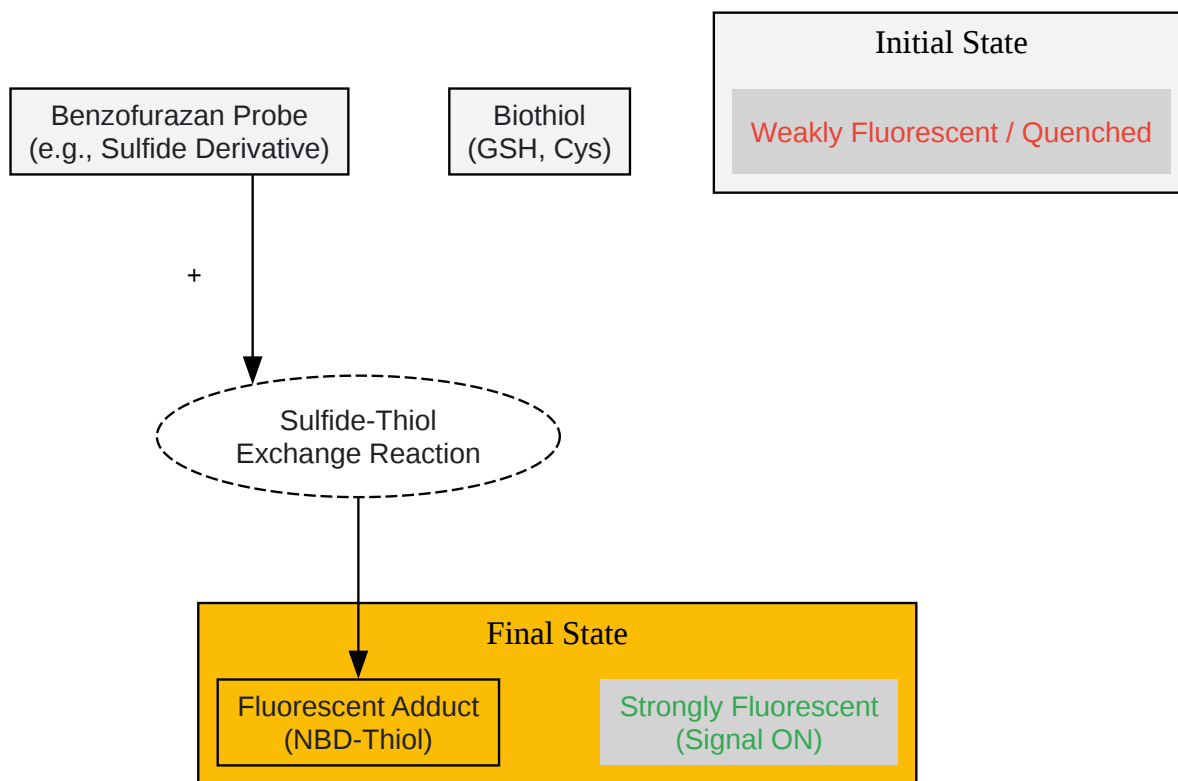 Initial State
Benzofurazan Probe
(e.g., Sulfide Derivative)
Biothiol
(GSH, Cys)
Weakly Fluorescent / Quenched
+
Sulfide-Thiol
Exchange Reaction
Final State
Fluorescent Adduct
(NBD-Thiol)
Strongly Fluorescent
(Signal ON)